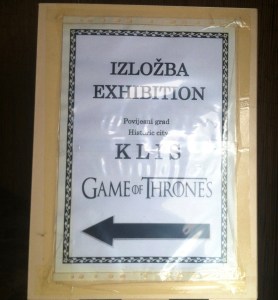 IZLOŽBA
EXHIBITION
Povijesni grad
Historic city
KLIS
GAME OF THRONES